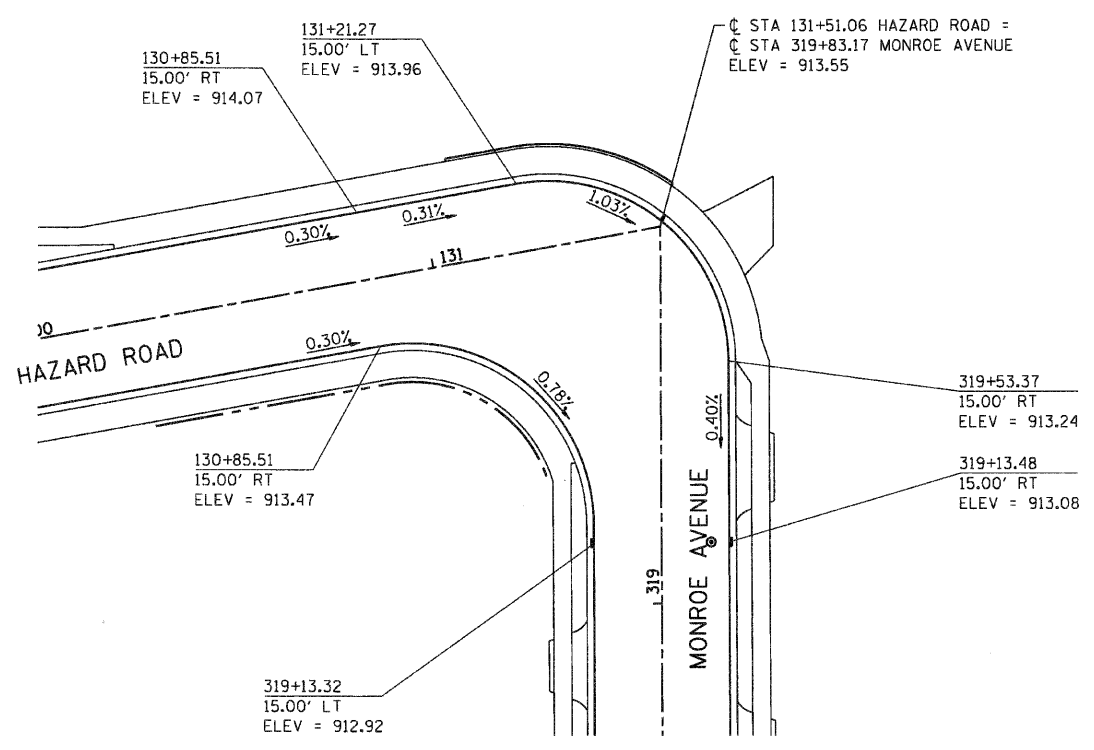 131+21.27
15.00' LT
ELEV = 913.96
130+85.51
15.00' RT
ELEV = 914.07
℄ STA 131+51.06 HAZARD ROAD =
℄ STA 319+83.17 MONROE AVENUE
ELEV = 913.55
1.03%
0.31%
0.30%
131
00
HAZARD ROAD
0.30%
0.78%
0.40%
319+53.37
15.00' RT
ELEV = 913.24
130+85.51
15.00' RT
ELEV = 913.47
319+13.48
15.00' RT
ELEV = 913.08
MONROE AVENUE
319
319+13.32
15.00' LT
ELEV = 912.92